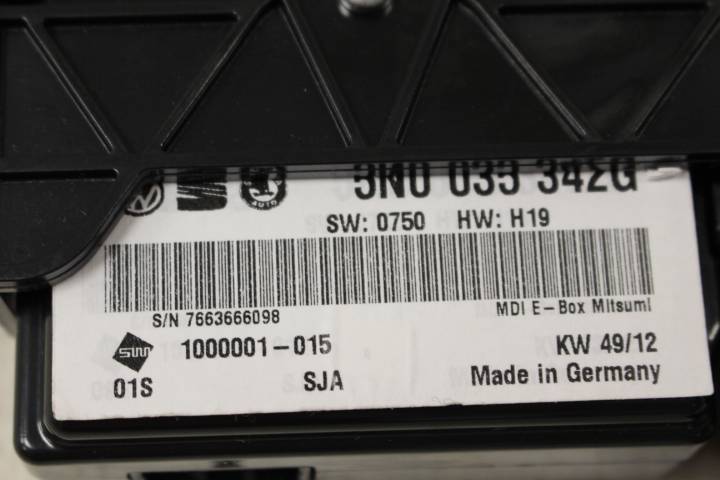 5N0 035 342G
SW: 0750 HW: H19
S/N 7663666098 MDI E-Box Mitsumi
SW 1000001-015 KW 49/12
01S SJA Made in Germany